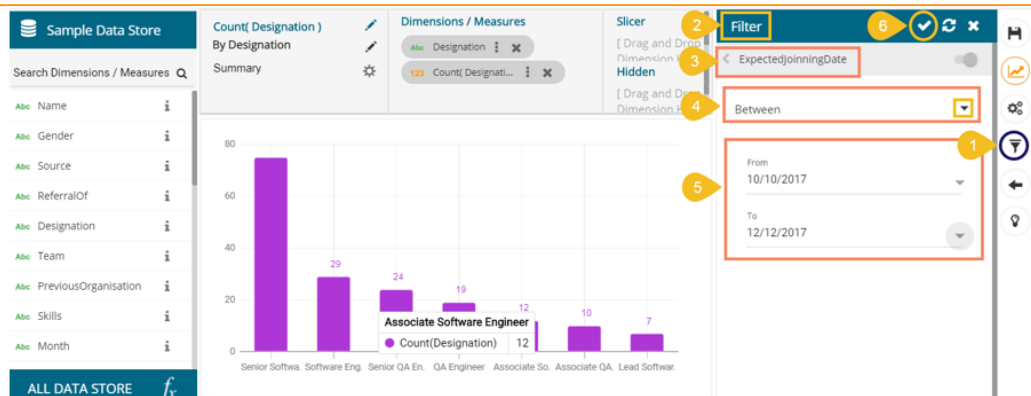 Sample Data Store
Search Dimensions / Measures
Abc Name i
Abc Gender i
Abc Source i
Abc ReferralOf i
Abc Designation i
Abc Team i
Abc PreviousOrganisation i
Abc Skills i
Abc Month i
ALL DATA STORE fx
Count( Designation )
By Designation
Summary
Dimensions / Measures
Abc Designation
123 Count( Designati...
Slicer
[ Drag and Drop
Dimension
Hidden
[ Drag and Drop
Dimension
80
60
40
20
0
29
24
19
12
10
7
Associate Software Engineer
Count(Designation) 12
Senior Softwa.
Software Eng.
Senior QA En.
QA Engineer
Associate So.
Associate QA.
Lead Softwar.
2
Filter
6
3
ExpectedJoinningDate
4
Between
1
5
From
10/10/2017
To
12/12/2017